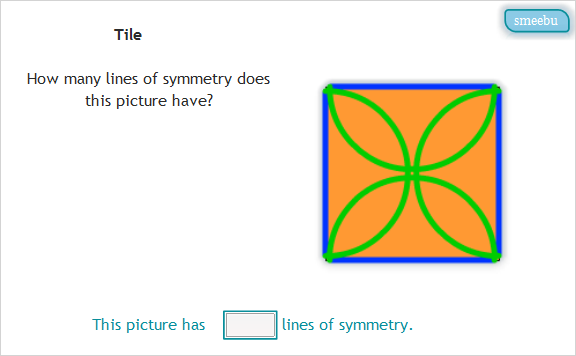 smeebu
Tile
How many lines of symmetry does
this picture have?
This picture has lines of symmetry.